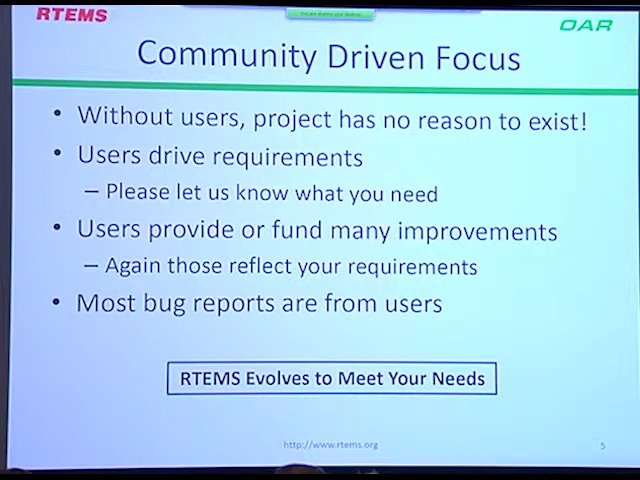 RTEMS
OAR
Community Driven Focus
• Without users, project has no reason to exist!
• Users drive requirements
– Please let us know what you need
• Users provide or fund many improvements
– Again those reflect your requirements
• Most bug reports are from users
RTEMS Evolves to Meet Your Needs
http://www.rtems.org
5